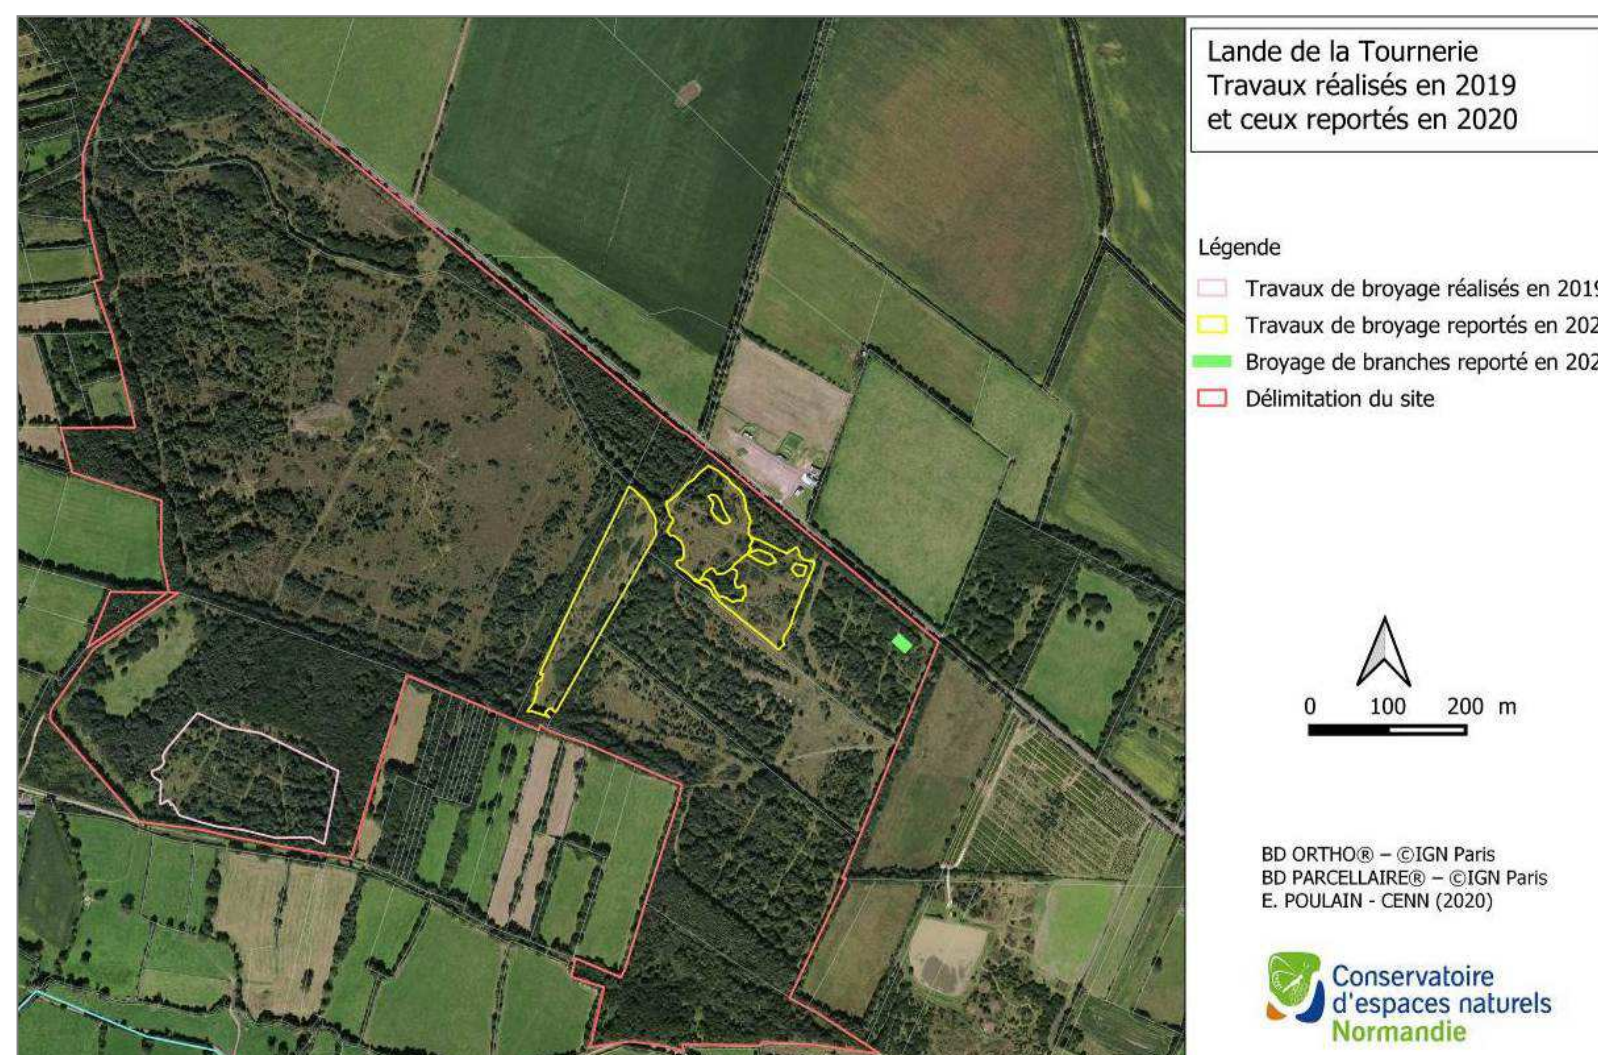 Lande de la Tournerie
Travaux réalisés en 2019
et ceux reportés en 2020
Légende
Travaux de broyage réalisés en 2019
Travaux de broyage reportés en 202
Broyage de branches reporté en 202
Délimitation du site
0 100 200 m
BD ORTHO® – ©IGN Paris
BD PARCELLAIRE® – ©IGN Paris
E. POULAIN - CENN (2020)
Conservatoire
d'espaces naturels
Normandie